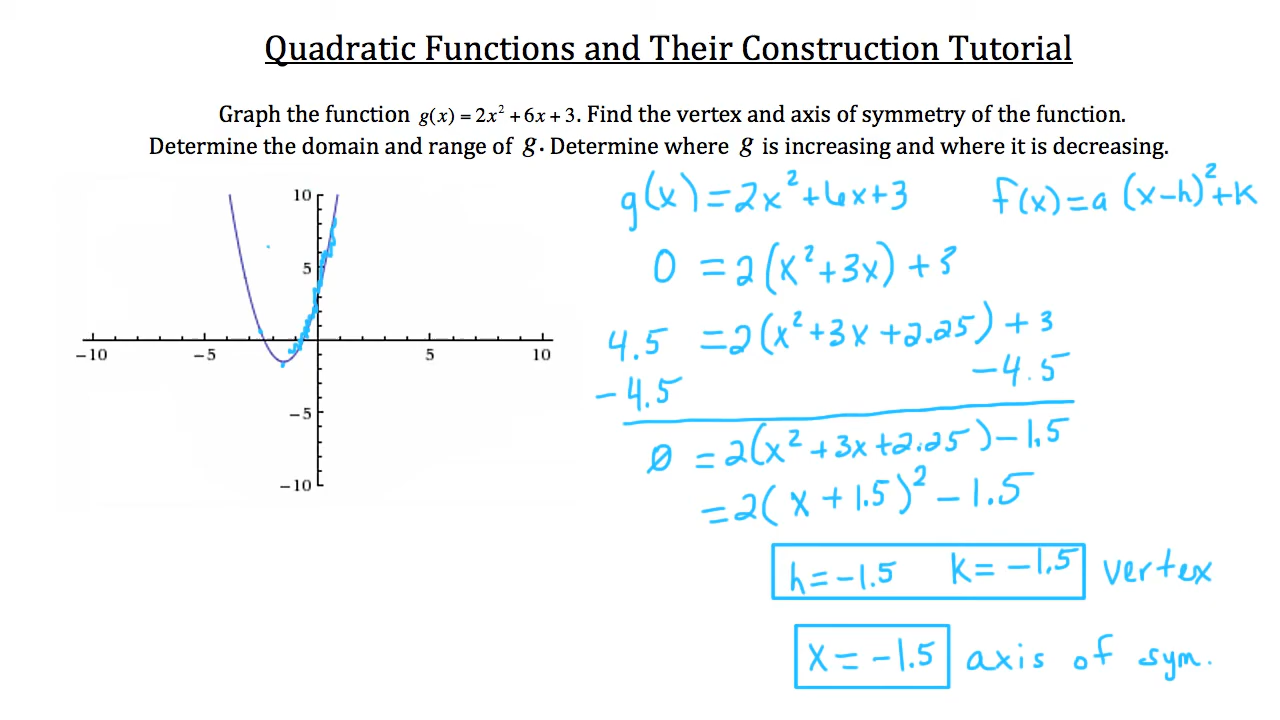 Quadratic Functions and Their Construction Tutorial
Graph the function g(x) = 2x² + 6x + 3. Find the vertex and axis of symmetry of the function.
Determine the domain and range of g. Determine where g is increasing and where it is decreasing.
10
5
-10 -5 5 10
-5
-10
g(x) = 2x² + 6x + 3 f(x) = a (x-h)² + k
0 = 2(x² + 3x) + 3
4.5 = 2(x² + 3x + 2.25) + 3
-4.5 -4.5
0 = 2(x² + 3x + 2.25) - 1.5
= 2(x + 1.5)² - 1.5
h = -1.5 k = -1.5 vertex
x = -1.5 axis of sym.